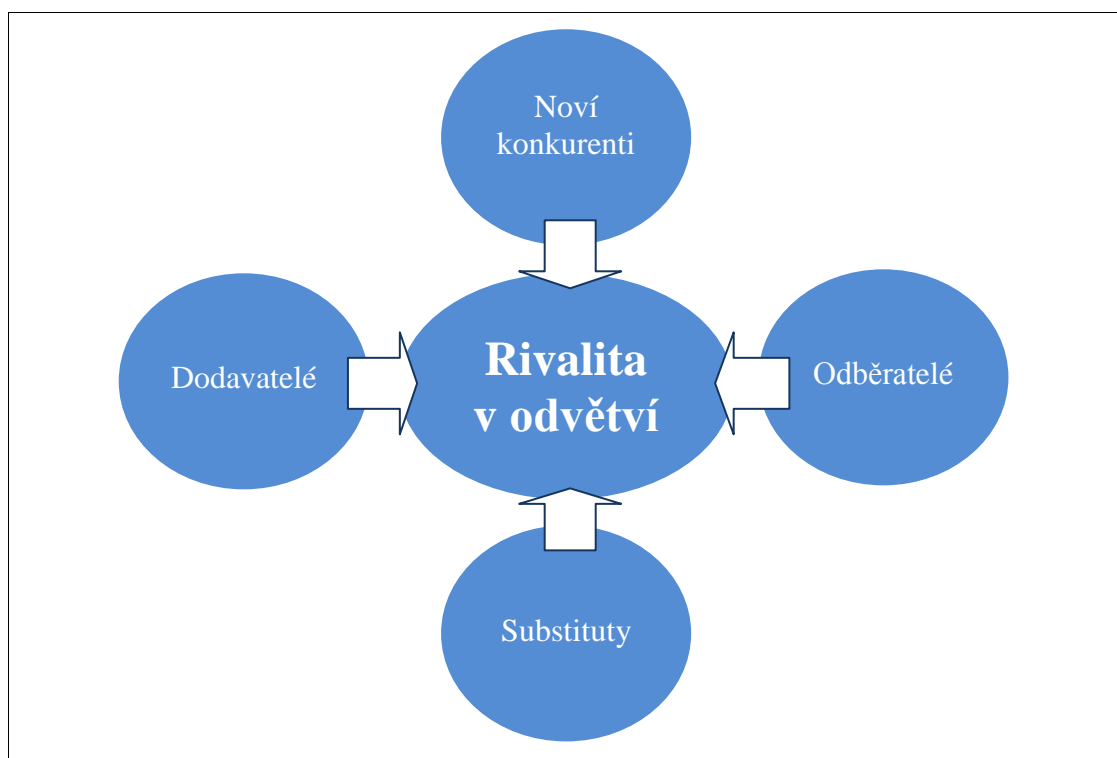 Noví
konkurenti
Dodavatelé
Rivalita
v odvětví
Odběratelé
Substituty